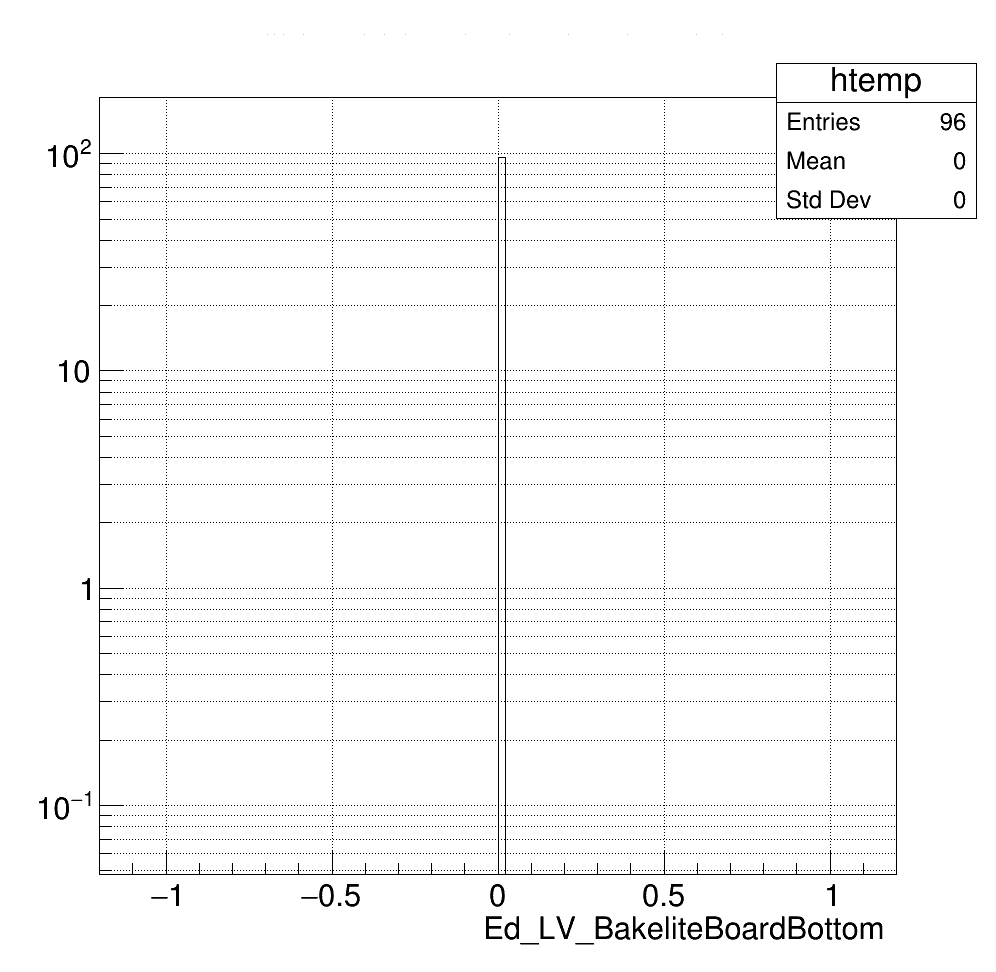 htemp
Entries 96
Mean 0
Std Dev 0
10²
10
1
10⁻¹
−1 −0.5 0 0.5 1
Ed_LV_BakeliteBoardBottom